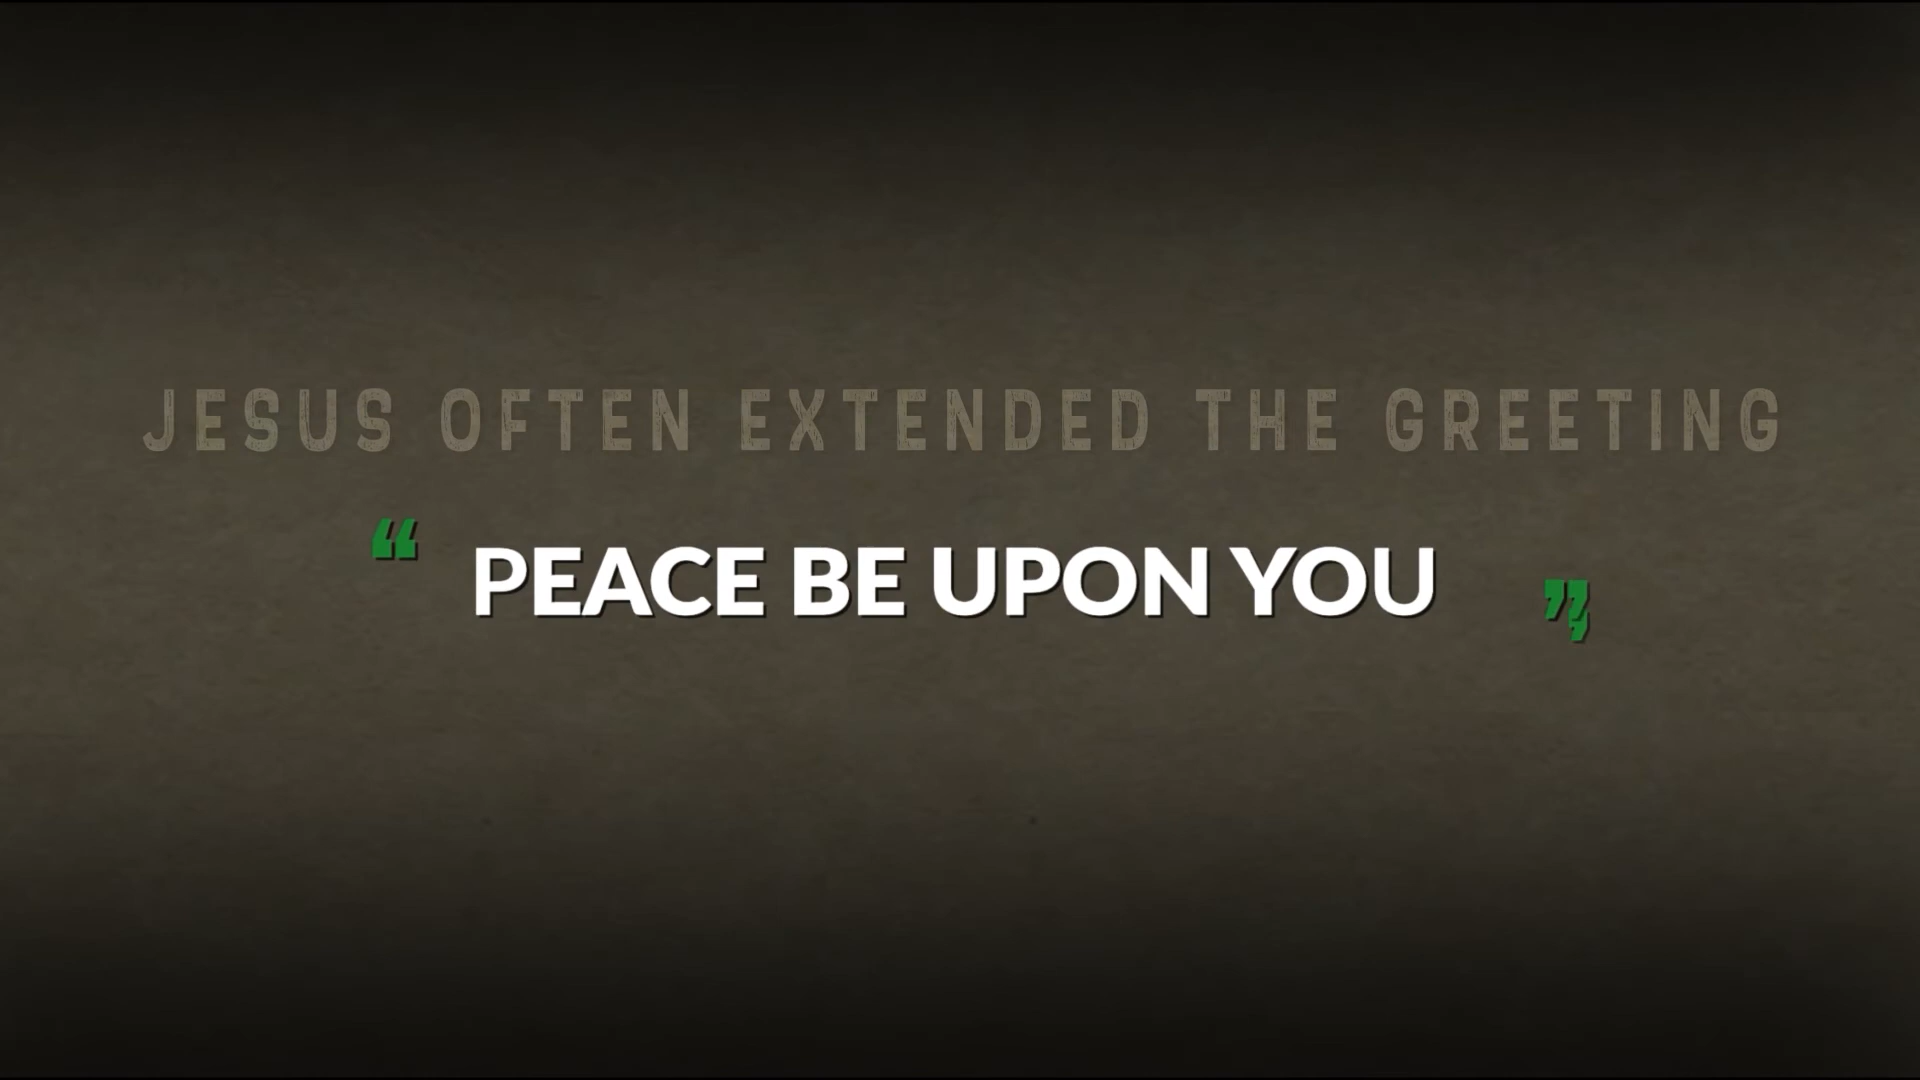 JESUS OFTEN EXTENDED THE GREETING
“ PEACE BE UPON YOU ”